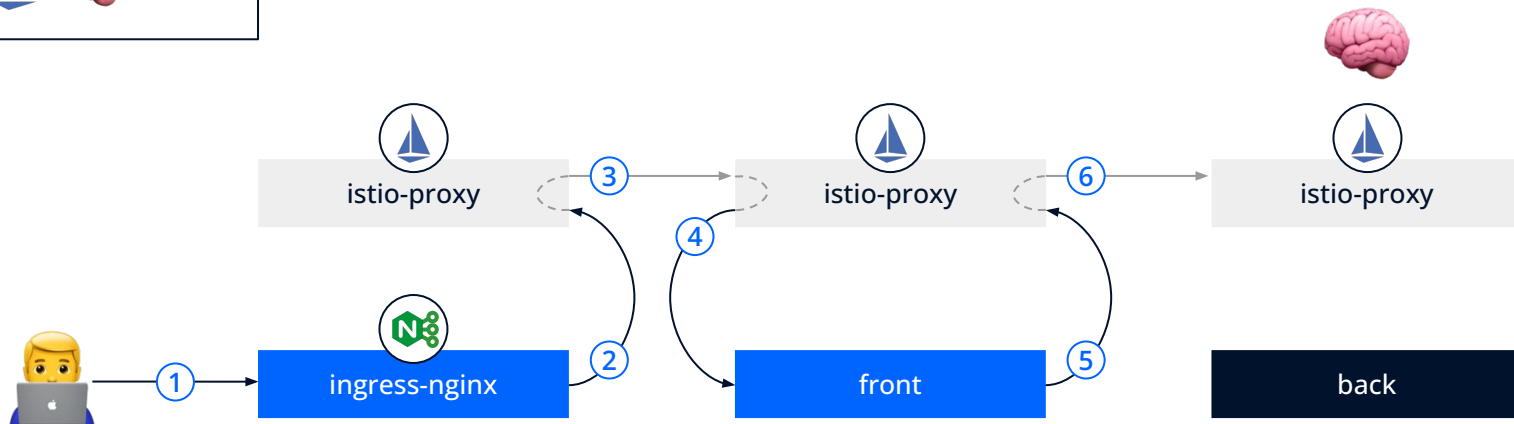 istio-proxy
3
istio-proxy
6
istio-proxy
4
N
1
ingress-nginx
2
front
5
back